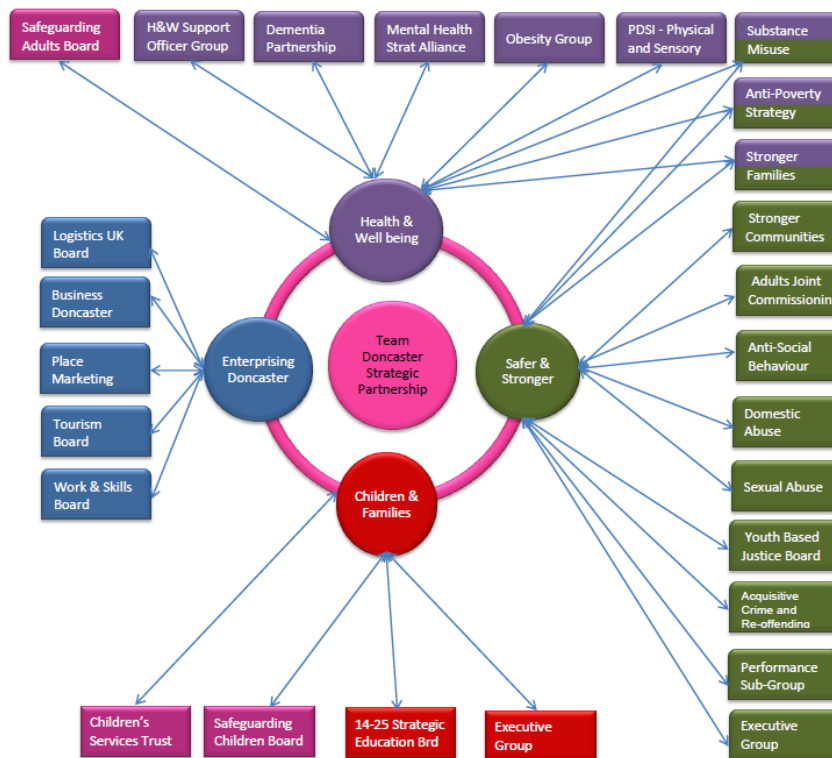 Safeguarding
Adults Board
H&W Support
Officer Group
Dementia
Partnership
Mental Health
Strat Alliance
Obesity Group
PDSI - Physical
and Sensory
Substance
Misuse
Anti-Poverty
Strategy
Stronger
Families
Stronger
Communities
Adults Joint
Commissionin
Anti-Social
Behaviour
Domestic
Abuse
Sexual Abuse
Youth Based
Justice Board
Acquisitive
Crime and
Re-offending
Performance
Sub-Group
Executive
Group
Health &
Well being
Logistics UK
Board
Business
Doncaster
Place
Marketing
Tourism
Board
Work & Skills
Board
Enterprising
Doncaster
Team
Doncaster
Strategic
Partnership
Safer &
Stronger
Children &
Families
Children's
Services Trust
Safeguarding
Children Board
14-25 Strategic
Education Brd
Executive
Group